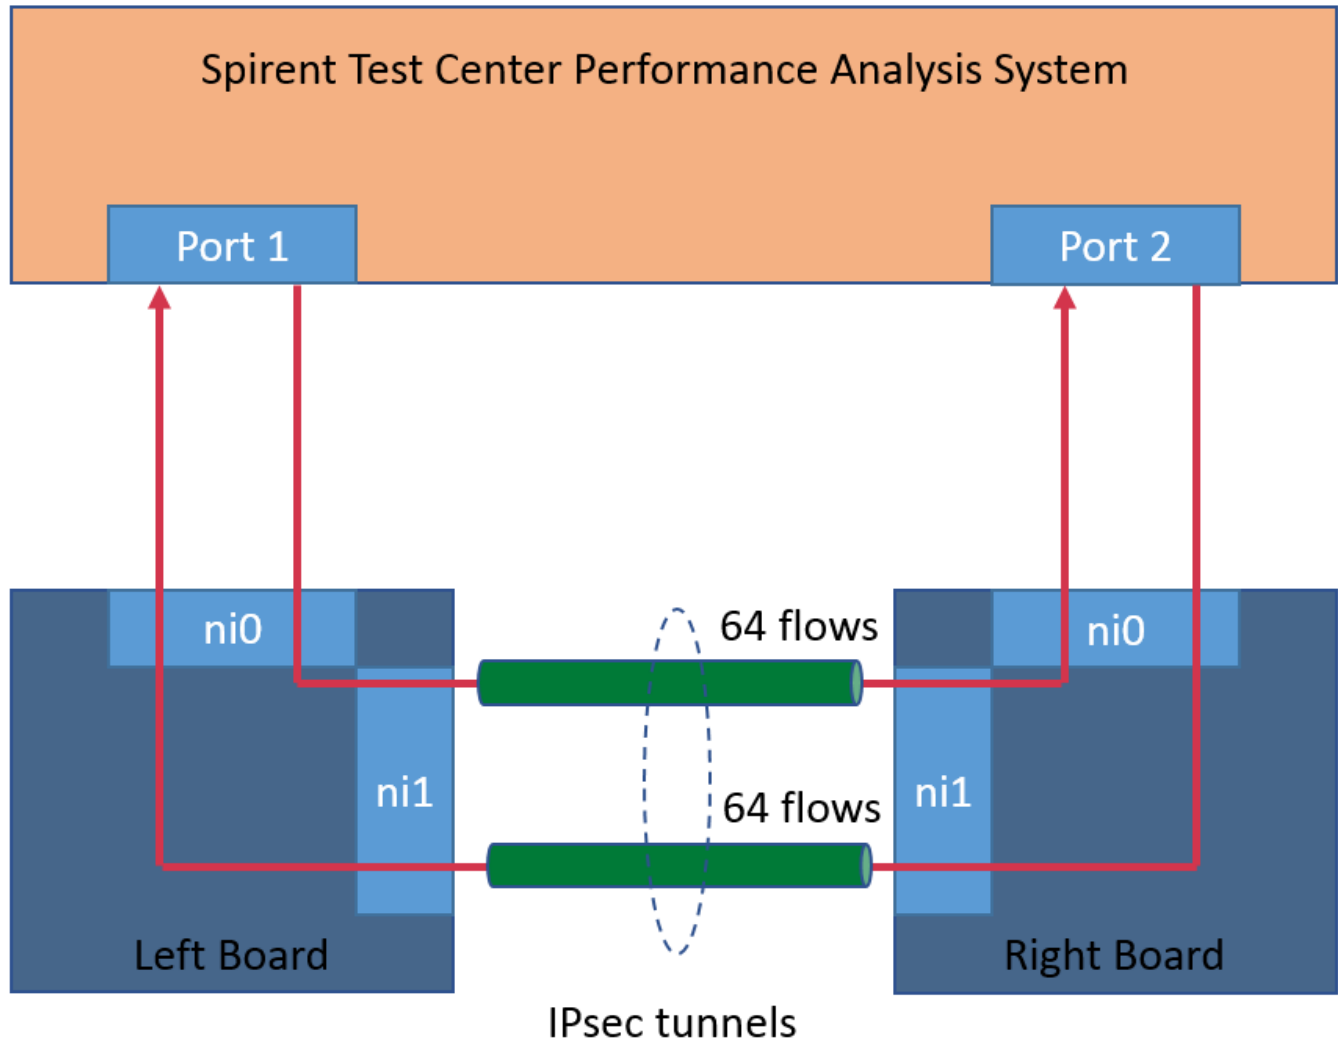 Spirent Test Center Performance Analysis System
Port 1
Port 2
ni0
64 flows
ni0
ni1
64 flows
ni1
Left Board
Right Board
IPsec tunnels